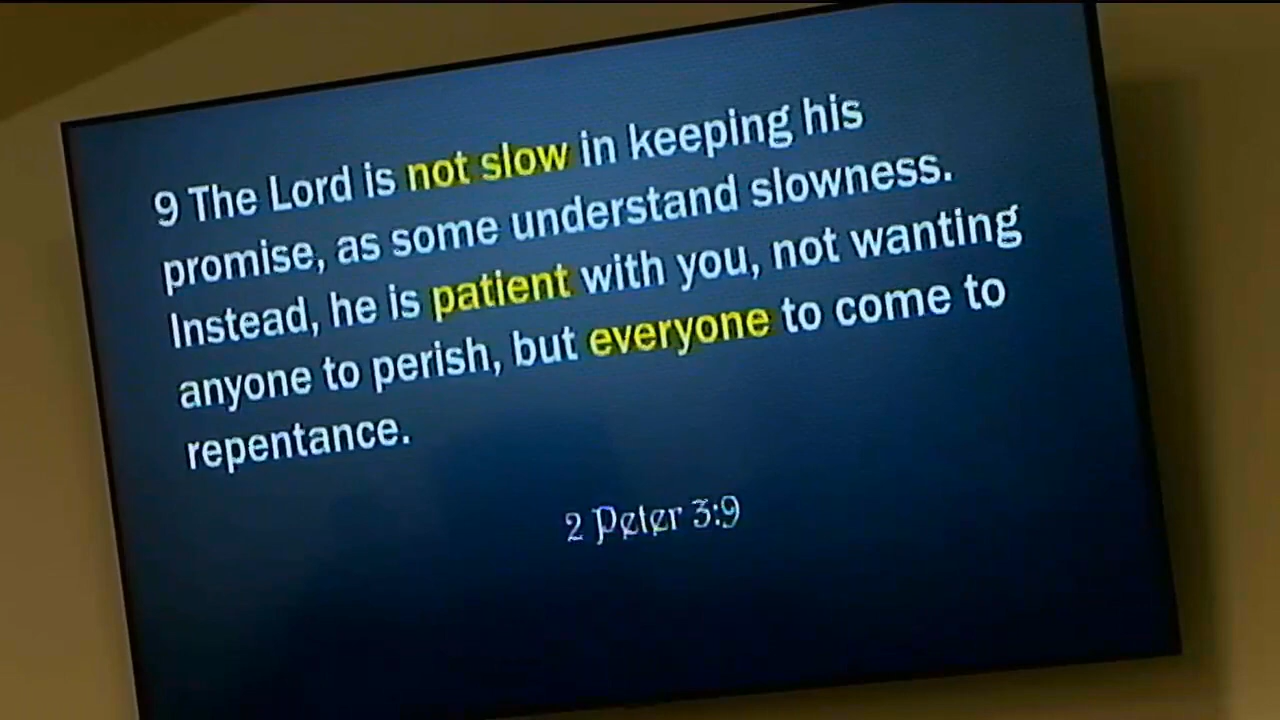 9 The Lord is not slow in keeping his
promise, as some understand slowness.
Instead, he is patient with you, not wanting
anyone to perish, but everyone to come to
repentance.
2 Peter 3:9